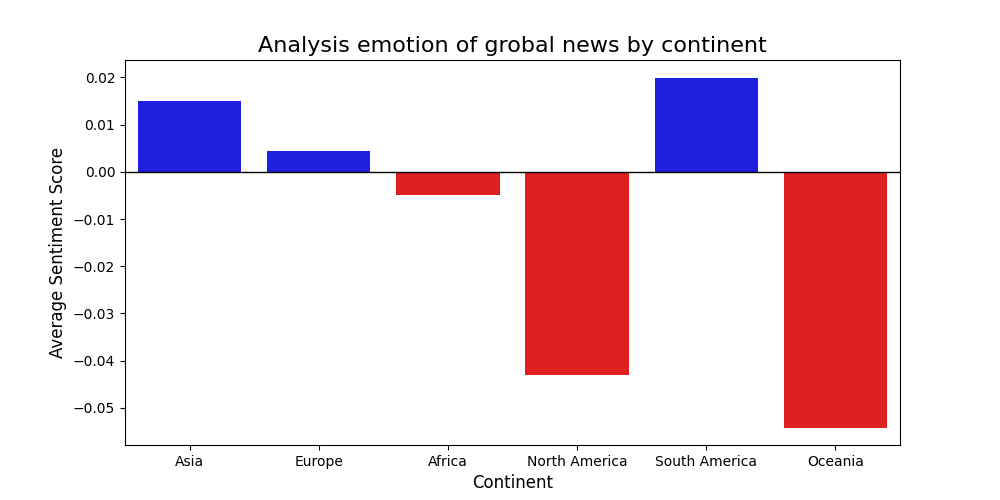 Analysis emotion of grobal news by continent
Average Sentiment Score
0.02
0.01
0.00
−0.01
−0.02
−0.03
−0.04
−0.05
Asia Europe Africa North America South America Oceania
Continent